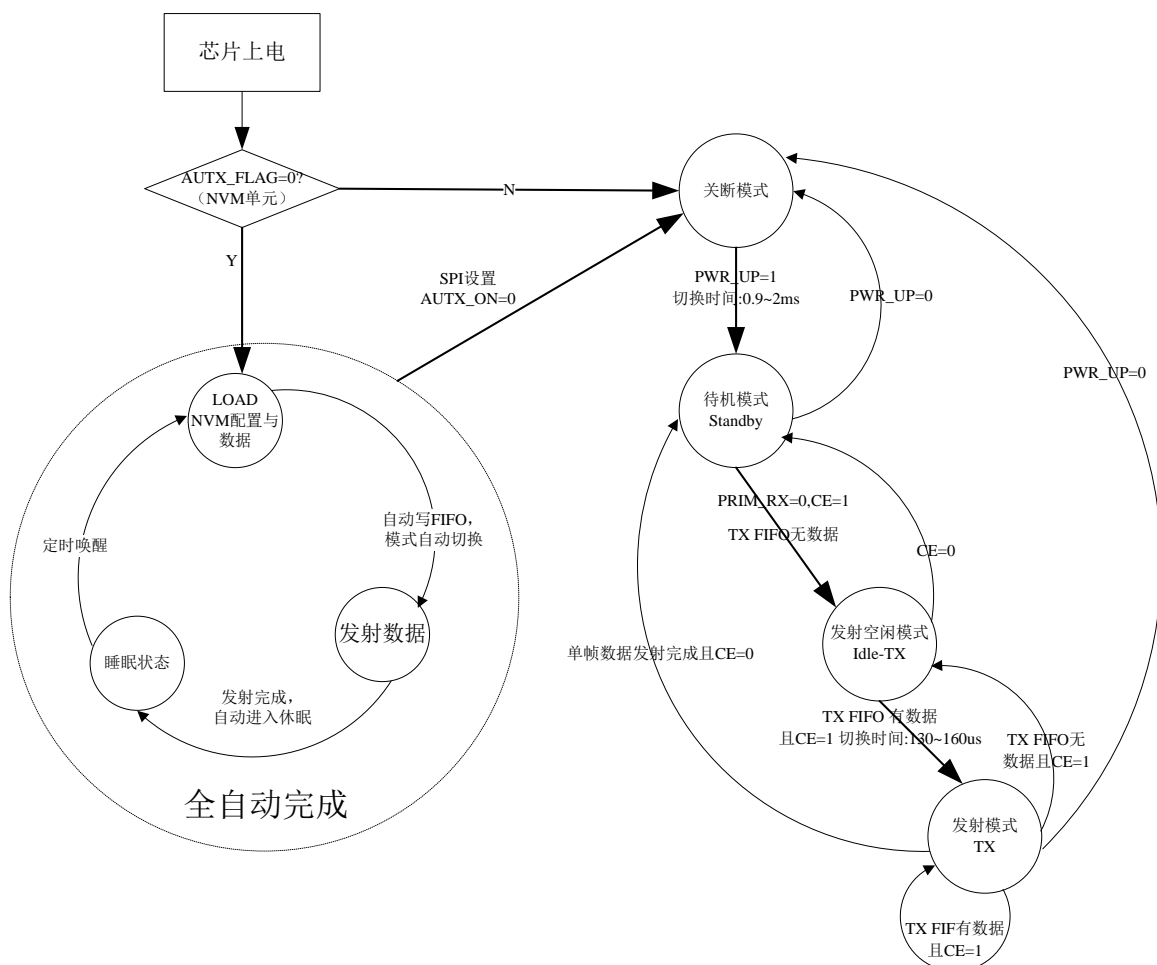 芯片上电
AUTX_FLAG=0?
（NVM单元）
N
Y
关断模式
SPI设置
AUTX_ON=0
PWR_UP=1
切换时间:0.9~2ms
PWR_UP=0
PWR_UP=0
LOAD
NVM配置与
数据
待机模式
Standby
自动写FIFO，
模式自动切换
定时唤醒
发射数据
睡眠状态
发射完成，
自动进入休眠
全自动完成
PRIM_RX=0,CE=1
TX FIFO无数据
CE=0
发射空闲模式
Idle-TX
单帧数据发射完成且CE=0
TX FIFO 有数据
且CE=1 切换时间:130~160us
TX FIFO无
数据且CE=1
发射模式
TX
TX FIF有数据
且CE=1